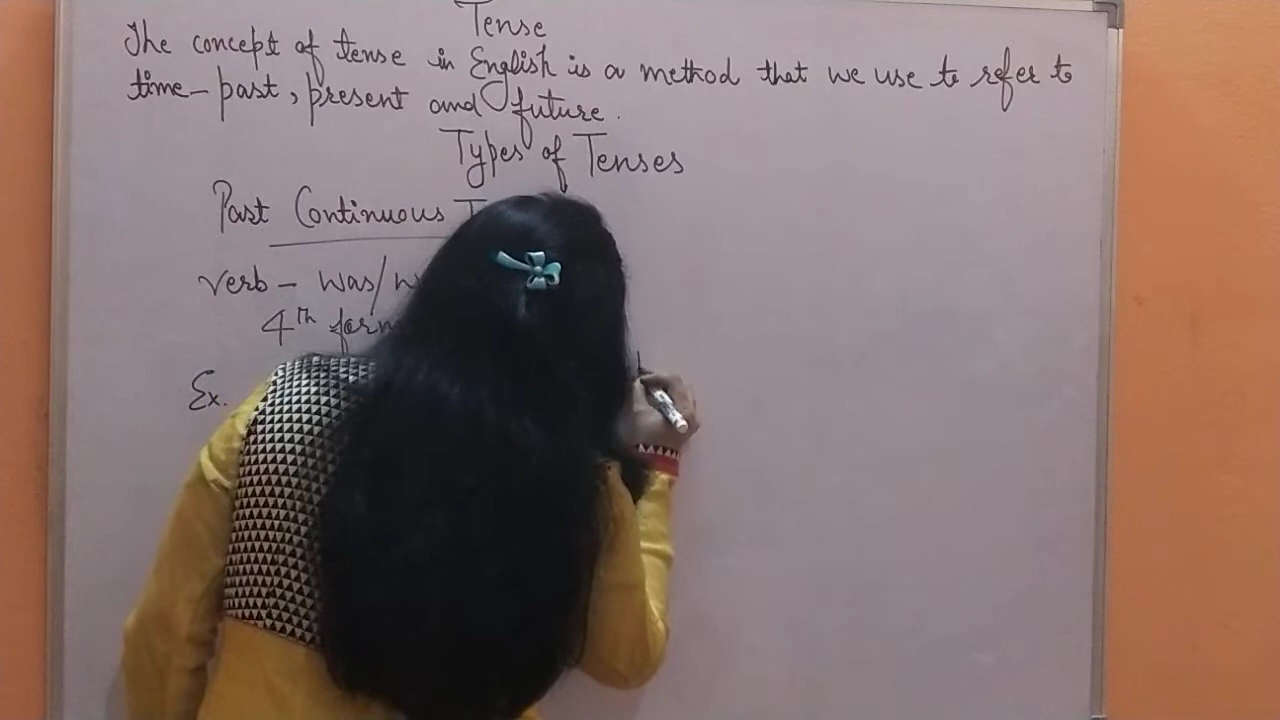 Tense
The concept of tense in English is a method that we use to refer to
time - past, present and future.
Types of Tenses
Past Continuous
Verb - was/
4th form
Ex.